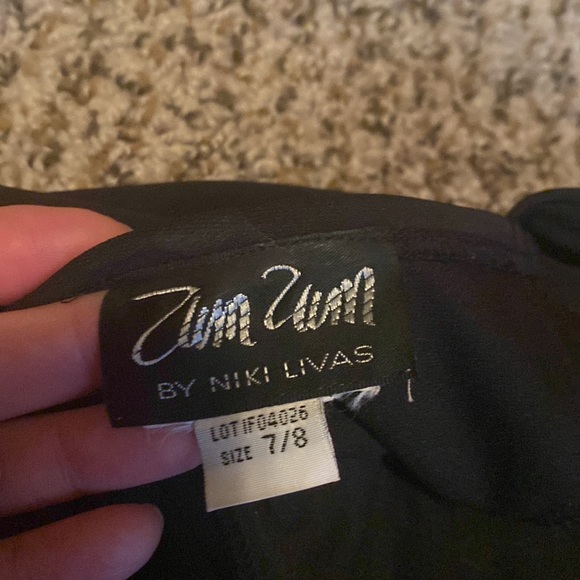 Zum Zum
BY NIKI LIVAS
LOT IF04026
SIZE 7/8